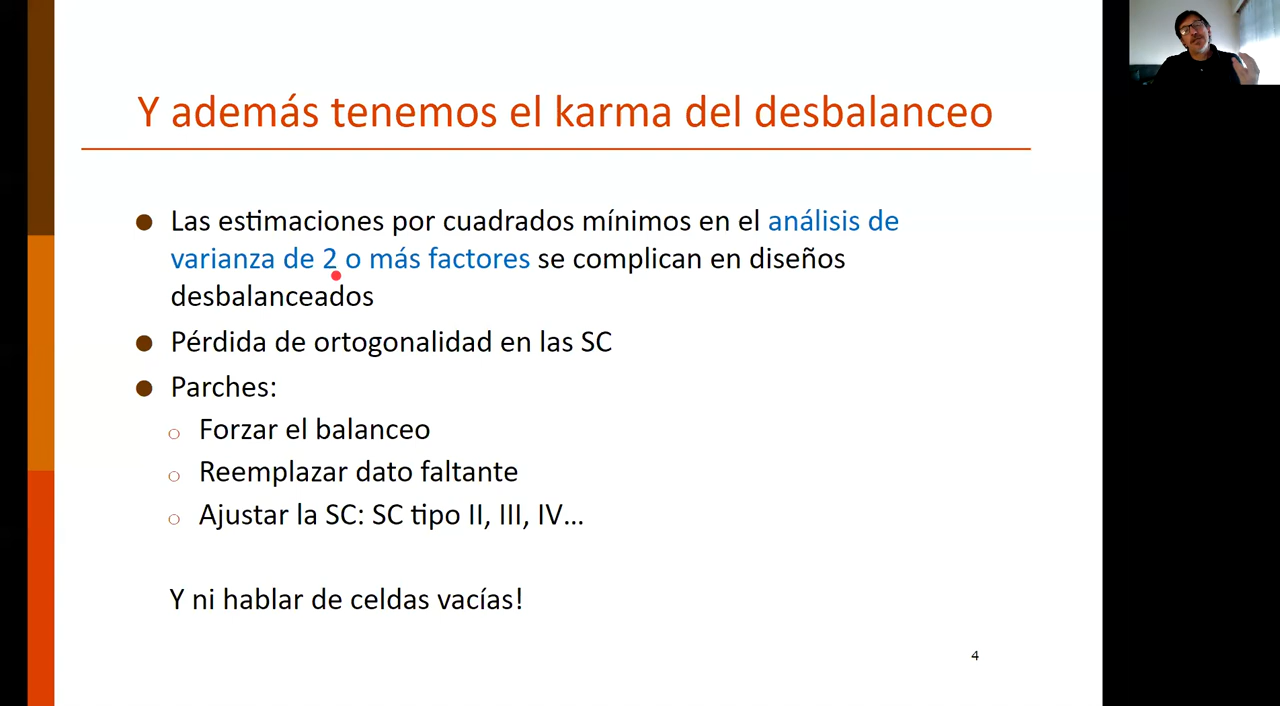 Y además tenemos el karma del desbalanceo
Las estimaciones por cuadrados mínimos en el análisis de
varianza de 2 o más factores se complican en diseños
desbalanceados
Pérdida de ortogonalidad en las SC
Parches:
Forzar el balanceo
Reemplazar dato faltante
Ajustar la SC: SC tipo II, III, IV…
Y ni hablar de celdas vacías!
4